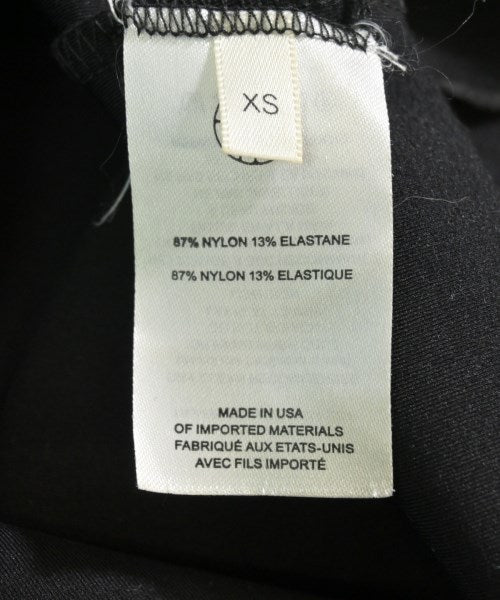 XS
87% NYLON 13% ELASTANE
87% NYLON 13% ELASTIQUE
MADE IN USA
OF IMPORTED MATERIALS
FABRIQUÉ AUX ETATS-UNIS
AVEC FILS IMPORTÉ